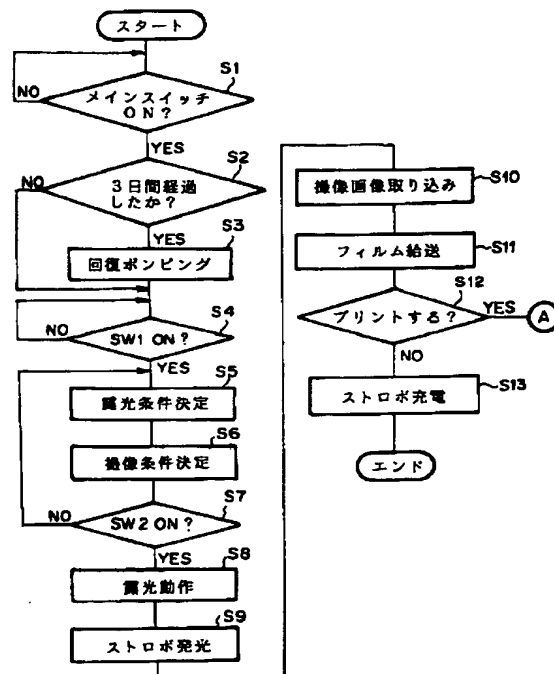 スタート
S1
メインスイッチ
ON?
NO
YES
S2
3日間経過
したか?
NO
YES
S3
回復ポンピング
S4
SW1 ON?
NO
YES
S5
露光条件決定
S6
撮像条件決定
S7
SW2 ON?
NO
YES
S8
露光動作
S9
ストロボ発光
S10
撮像画像取り込み
S11
フィルム給送
S12
プリントする?
YES
A
NO
S13
ストロボ充電
エンド